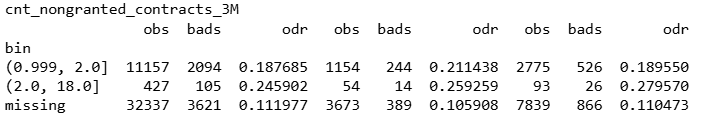 cnt_nongranted_contracts_3M
obs bads odr obs bads odr obs bads odr
bin
(0.999, 2.0] 11157 2094 0.187685 1154 244 0.211438 2775 526 0.189550
(2.0, 18.0] 427 105 0.245902 54 14 0.259259 93 26 0.279570
missing 32337 3621 0.111977 3673 389 0.105908 7839 866 0.110473